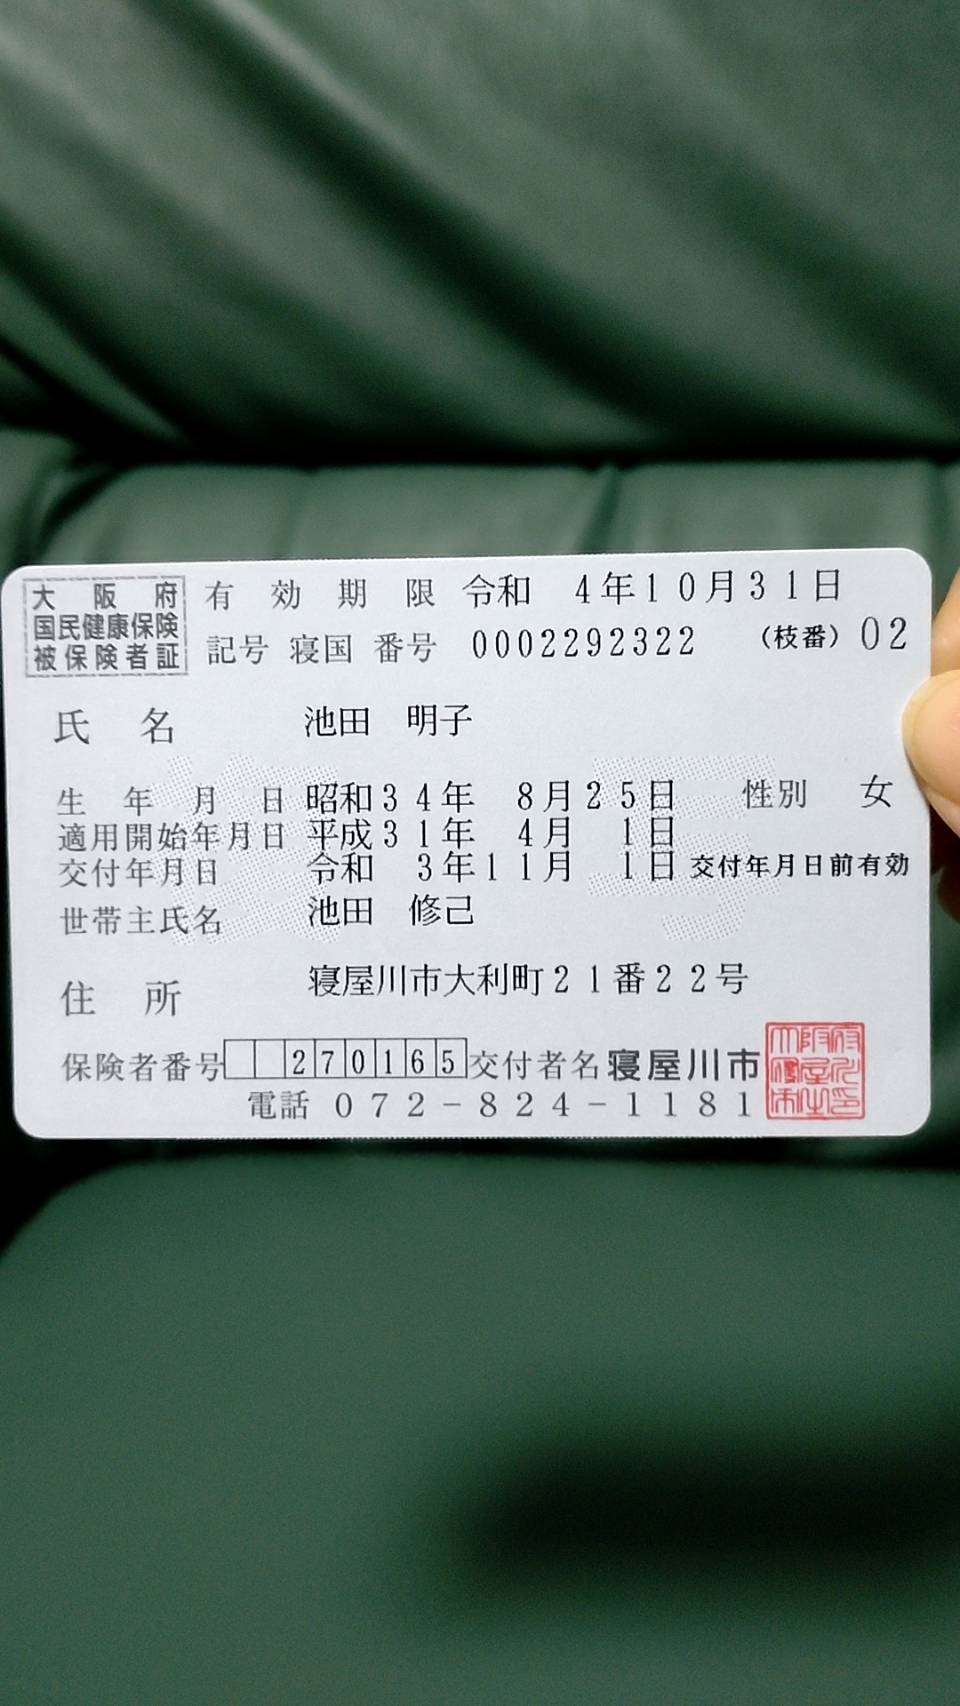 大阪府
国民健康保険
被保険者証
有効期限 令和 4年10月31日
記号 寝国 番号 0002292322 (枝番) 02
氏名 池田 明子
生年月日 昭和34年 8月25日 性別 女
適用開始年月日 平成31年 4月 1日
交付年月日 令和 3年11月 1日 交付年月日前有効
世帯主氏名 池田 修己
住所 寝屋川市大利町21番22号
保険者番号 270165 交付者名 寝屋川市
電話 072-824-1181